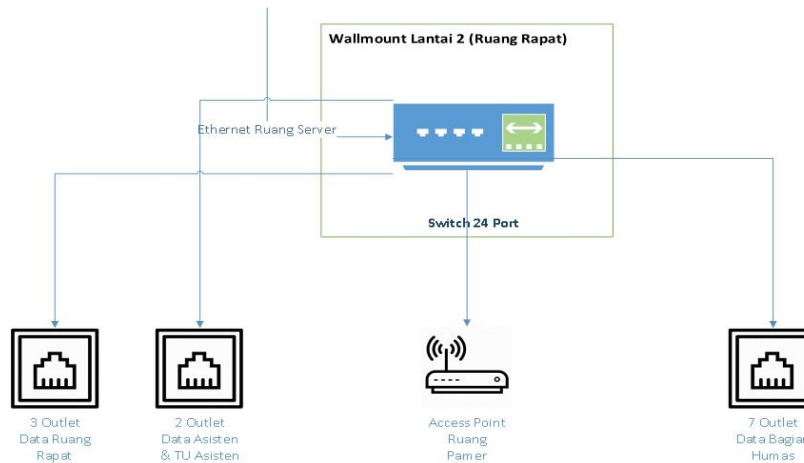 Wallmount Lantai 2 (Ruang Rapat)
Ethernet Ruang Server
Switch 24 Port
3 Outlet
Data Ruang
Rapat
2 Outlet
Data Asisten
& TU Asisten
Access Point
Ruang
Pamer
7 Outlet
Data Bagian
Humas